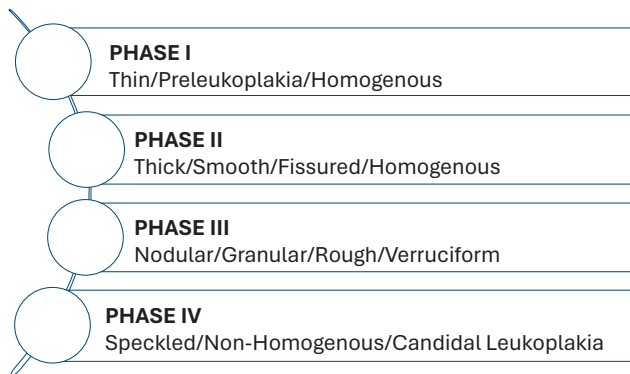 PHASE I
Thin/Preleukoplakia/Homogenous
PHASE II
Thick/Smooth/Fissured/Homogenous
PHASE III
Nodular/Granular/Rough/Verruciform
PHASE IV
Speckled/Non-Homogenous/Candidal Leukoplakia